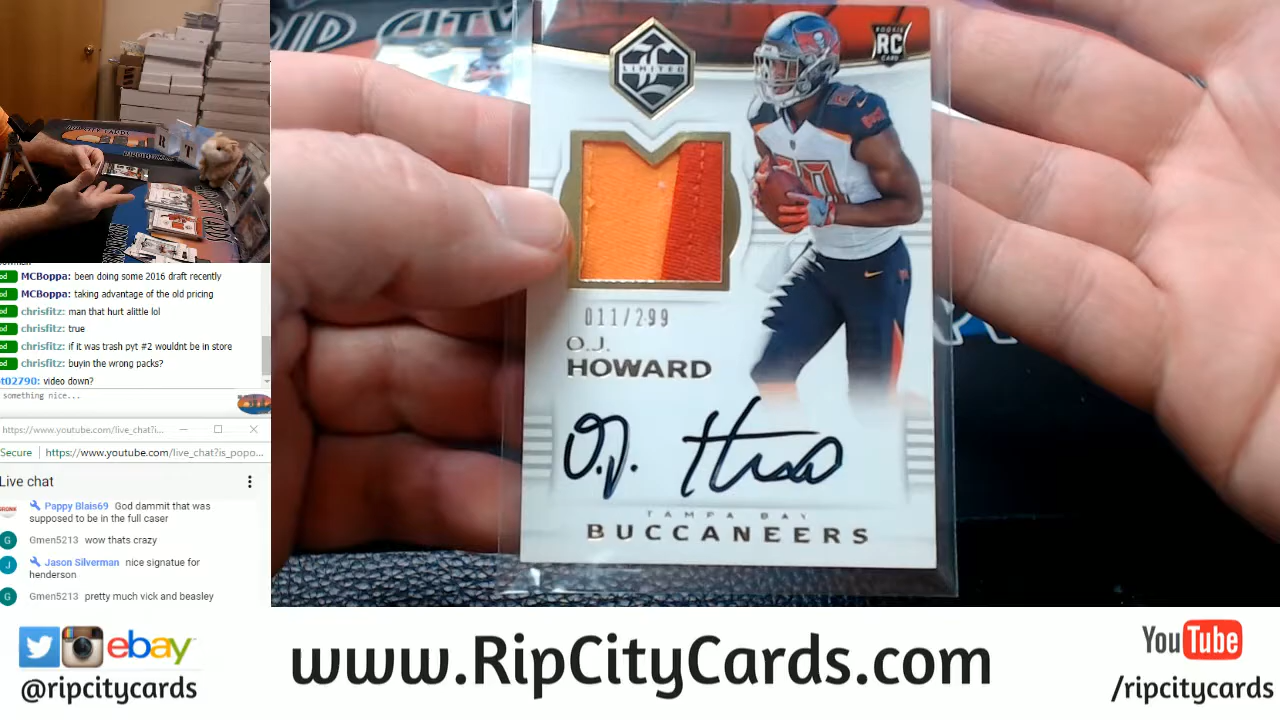 RIP CITY
LIMITED
ROOKIE
RC
CARD
011/299
O.J.
HOWARD
O.J. Howard
TAMPA BAY
BUCCANEERS
MCBoppa: been doing some 2016 draft recently
MCBoppa: taking advantage of the old pricing
chrisfitz: man that hurt alittle lol
chrisfitz: true
chrisfitz: if it was trash pyt #2 wouldnt be in store
chrisfitz: buyin the wrong packs?
t02790: video down?
something nice...
https://www.youtube.com/live_chat?i...
Secure https://www.youtube.com/live_chat?is_popo...
Live chat
Pappy Blais69 God dammit that was
supposed to be in the full caser
G Gmen5213 wow thats crazy
J Jason Silverman nice signatue for
henderson
G Gmen5213 pretty much vick and beasley
ebay
@ripcitycards
www.RipCityCards.com
YouTube
/ripcitycards